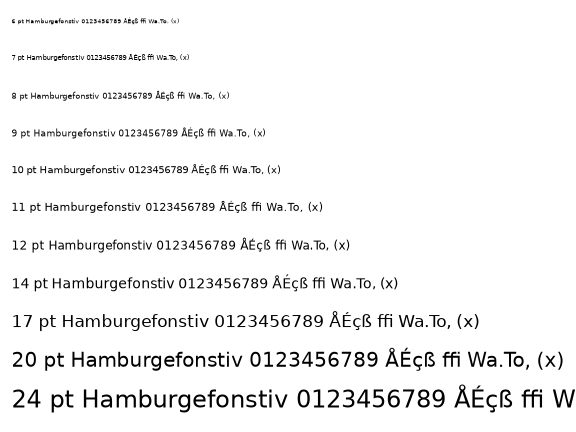 6 pt Hamburgefonstiv 0123456789 ÅÉçß ffi Wa.To, (x)
7 pt Hamburgefonstiv 0123456789 ÅÉçß ffi Wa.To, (x)
8 pt Hamburgefonstiv 0123456789 ÅÉçß ffi Wa.To, (x)
9 pt Hamburgefonstiv 0123456789 ÅÉçß ffi Wa.To, (x)
10 pt Hamburgefonstiv 0123456789 ÅÉçß ffi Wa.To, (x)
11 pt Hamburgefonstiv 0123456789 ÅÉçß ffi Wa.To, (x)
12 pt Hamburgefonstiv 0123456789 ÅÉçß ffi Wa.To, (x)
14 pt Hamburgefonstiv 0123456789 ÅÉçß ffi Wa.To, (x)
17 pt Hamburgefonstiv 0123456789 ÅÉçß ffi Wa.To, (x)
20 pt Hamburgefonstiv 0123456789 ÅÉçß ffi Wa.To, (x)
24 pt Hamburgefonstiv 0123456789 ÅÉçß ffi W